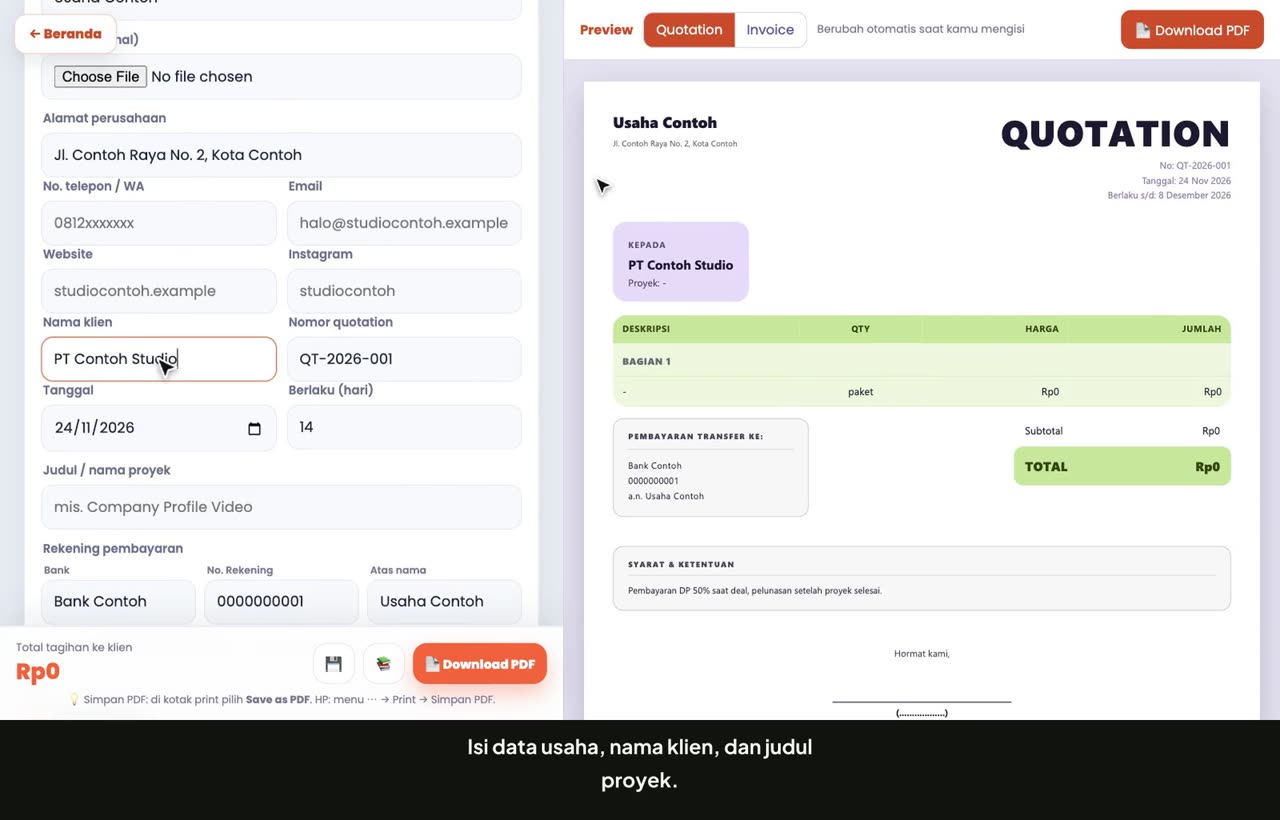 Usaha Contoh
← Beranda
nal)
Choose File No file chosen
Alamat perusahaan
Jl. Contoh Raya No. 2, Kota Contoh
No. telepon / WA
Email
0812xxxxxxx
halo@studiocontoh.example
Website
Instagram
studiocontoh.example
studiocontoh
Nama klien
Nomor quotation
PT Contoh Studio
QT-2026-001
Tanggal
Berlaku (hari)
24/11/2026
14
Judul / nama proyek
mis. Company Profile Video
Rekening pembayaran
Bank
No. Rekening
Atas nama
Bank Contoh
0000000001
Usaha Contoh
Total tagihan ke klien
Rp0
Download PDF
Simpan PDF: di kotak print pilih Save as PDF. HP: menu ⋯ → Print → Simpan PDF.
Preview
Quotation
Invoice
Berubah otomatis saat kamu mengisi
Download PDF
Usaha Contoh
Jl. Contoh Raya No. 2, Kota Contoh
QUOTATION
No: QT-2026-001
Tanggal: 24 Nov 2026
Berlaku s/d: 8 Desember 2026
KEPADA
PT Contoh Studio
Proyek: -
DESKRIPSI QTY HARGA JUMLAH
BAGIAN 1
- paket Rp0 Rp0
PEMBAYARAN TRANSFER KE:
Bank Contoh
0000000001
a.n. Usaha Contoh
Subtotal Rp0
TOTAL Rp0
SYARAT & KETENTUAN
Pembayaran DP 50% saat deal, pelunasan setelah proyek selesai.
Hormat kami,
(.................)
Isi data usaha, nama klien, dan judul
proyek.